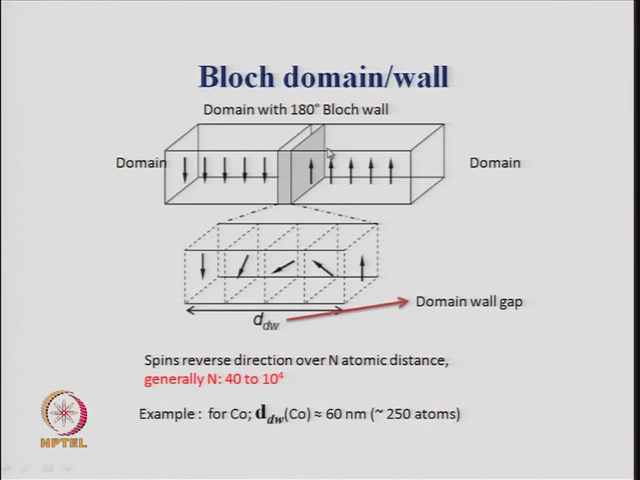 Bloch domain/wall
Domain with 180° Bloch wall
Domain
Domain
d_dw
Domain wall gap
Spins reverse direction over N atomic distance,
generally N: 40 to 10⁴
Example : for Co; d_dw(Co) ≈ 60 nm (~ 250 atoms)
NPTEL